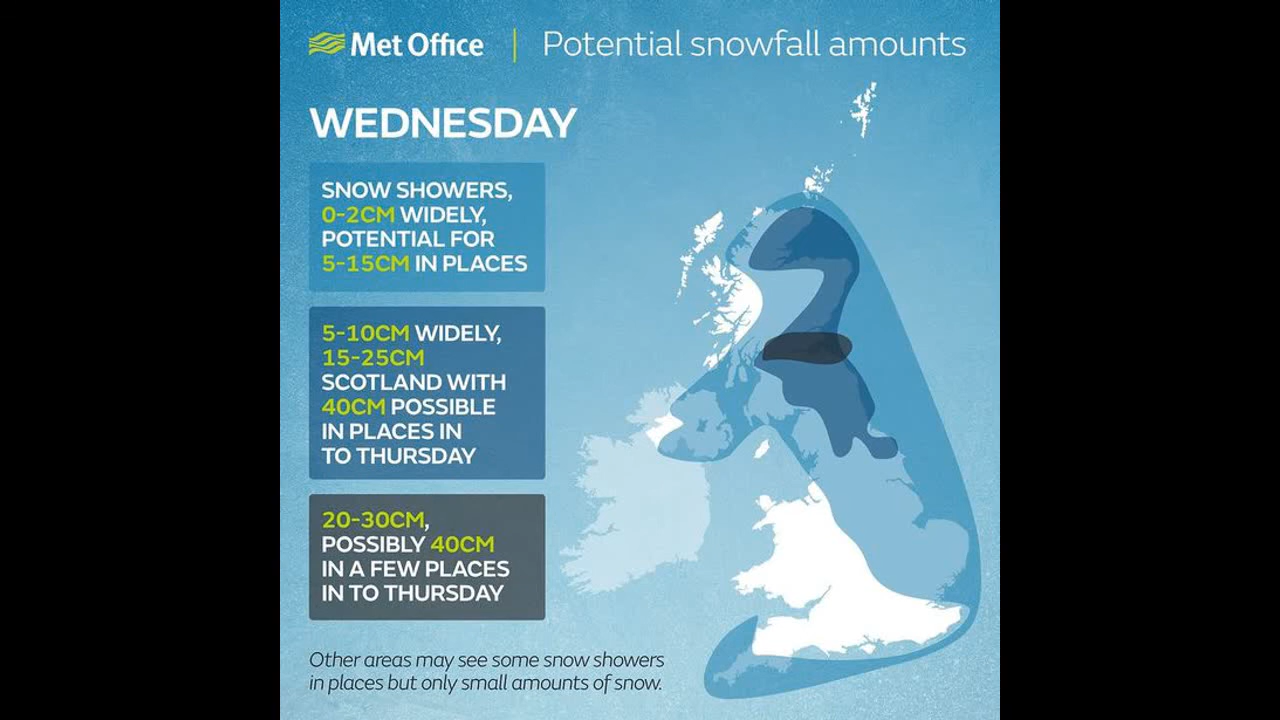 Met Office | Potential snowfall amounts
WEDNESDAY
SNOW SHOWERS,
0-2CM WIDELY,
POTENTIAL FOR
5-15CM IN PLACES
5-10CM WIDELY,
15-25CM
SCOTLAND WITH
40CM POSSIBLE
IN PLACES IN
TO THURSDAY
20-30CM,
POSSIBLY 40CM
IN A FEW PLACES
IN TO THURSDAY
Other areas may see some snow showers
in places but only small amounts of snow.